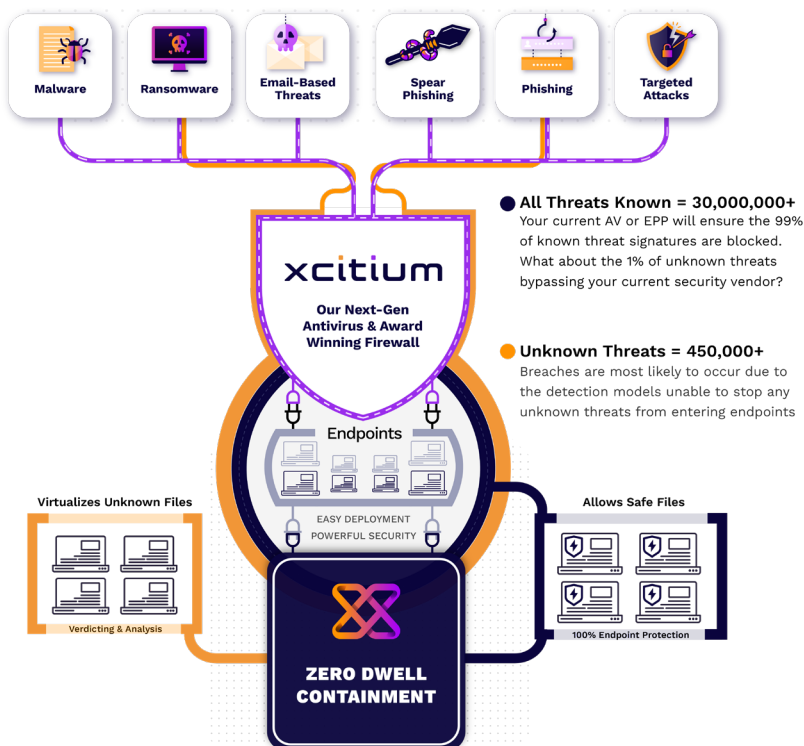 Malware
Ransomware
Email-Based
Threats
Spear
Phishing
Phishing
Targeted
Attacks
All Threats Known = 30,000,000+
Your current AV or EPP will ensure the 99%
of known threat signatures are blocked.
What about the 1% of unknown threats
bypassing your current security vendor?
xcitium
Our Next-Gen
Antivirus & Award
Winning Firewall
Unknown Threats = 450,000+
Breaches are most likely to occur due to
the detection models unable to stop any
unknown threats from entering endpoints
Endpoints
EASY DEPLOYMENT
POWERFUL SECURITY
Virtualizes Unknown Files
Verdicting & Analysis
Allows Safe Files
100% Endpoint Protection
ZERO DWELL
CONTAINMENT